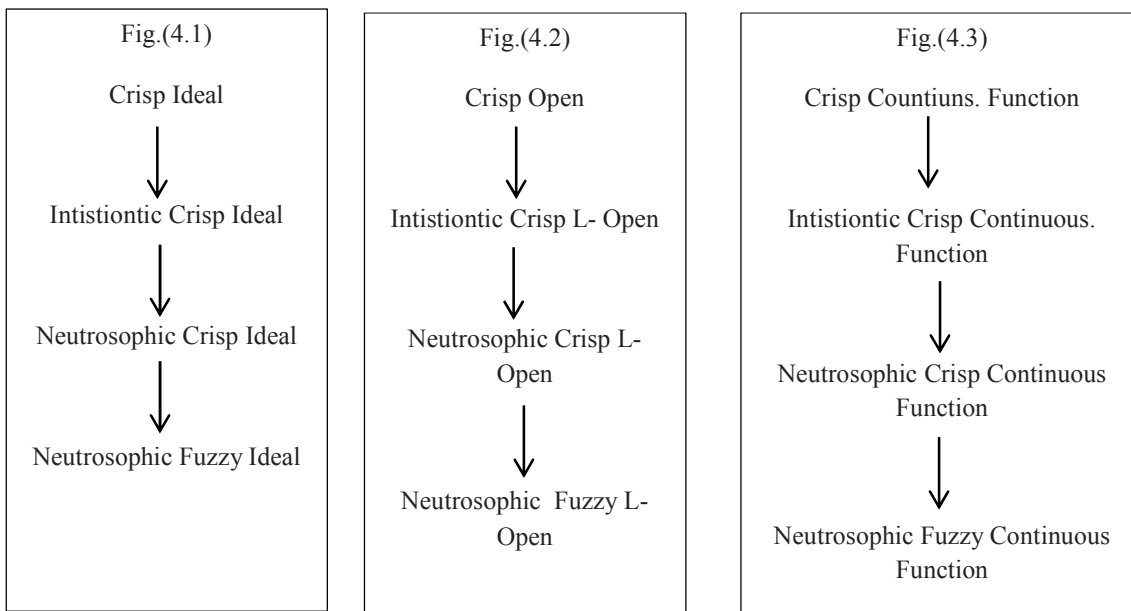 Fig.(4.1)
Crisp Ideal
Intistiontic Crisp Ideal
Neutrosophic Crisp Ideal
Neutrosophic Fuzzy Ideal
Fig.(4.2)
Crisp Open
Intistiontic Crisp L- Open
Neutrosophic Crisp L-
Open
Neutrosophic Fuzzy L-
Open
Fig.(4.3)
Crisp Countiuns. Function
Intistiontic Crisp Continuous.
Function
Neutrosophic Crisp Continuous
Function
Neutrosophic Fuzzy Continuous
Function